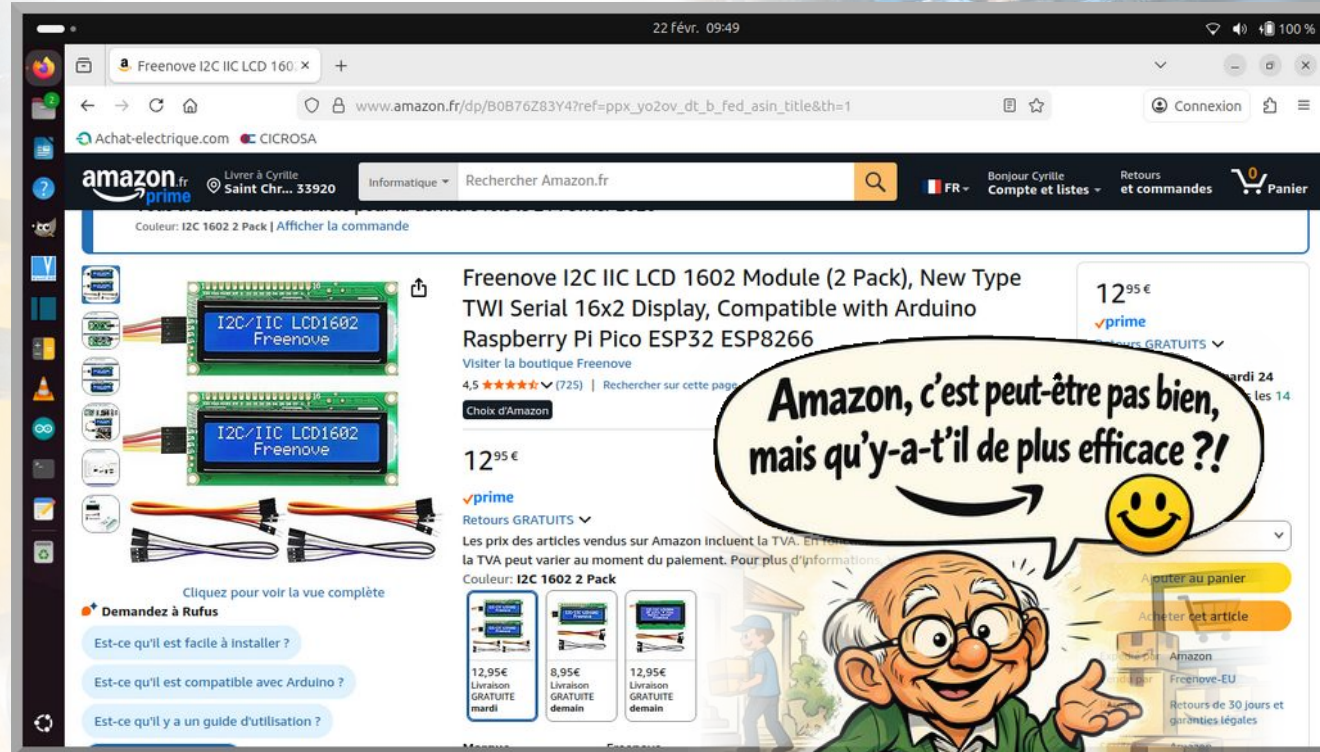 22 févr. 09:49
100 %
Freenove I2C IIC LCD 160
www.amazon.fr/dp/B0B76Z83Y4?ref=ppx_yo2ov_dt_b_fed_asin_title&th=1
Connexion
Achat-electrique.com
CICROSA
amazon.fr
prime
Livrer à Cyrille
Saint Chr... 33920
Informatique
Rechercher Amazon.fr
FR
Bonjour Cyrille
Compte et listes
Retours
et commandes
0
Panier
Couleur: I2C 1602 2 Pack | Afficher la commande
I2C/IIC LCD1602
Freenove
I2C/IIC LCD1602
Freenove
Cliquez pour voir la vue complète
Demandez à Rufus
Est-ce qu'il est facile à installer ?
Est-ce qu'il est compatible avec Arduino ?
Est-ce qu'il y a un guide d'utilisation ?
Freenove I2C IIC LCD 1602 Module (2 Pack), New Type
TWI Serial 16x2 Display, Compatible with Arduino
Raspberry Pi Pico ESP32 ESP8266
Visiter la boutique Freenove
4,5 (725) | Rechercher sur cette page
Choix d'Amazon
1295 €
prime
Retours GRATUITS
Les prix des articles vendus sur Amazon incluent la TVA. En
la TVA peut varier au moment du paiement. Pour plus d'informations
Couleur: I2C 1602 2 Pack
12,95€
Livraison
GRATUITE
mardi
8,95€
Livraison
GRATUITE
demain
12,95€
Livraison
GRATUITE
demain
1295 €
prime
Retours GRATUITS
mardi 24
les 14
Amazon, c'est peut-être pas bien,
mais qu'y-a-t'il de plus efficace ?!
Ajouter au panier
Acheter cet article
Amazon
Freenove-EU
Retours de 30 jours et
garanties légales